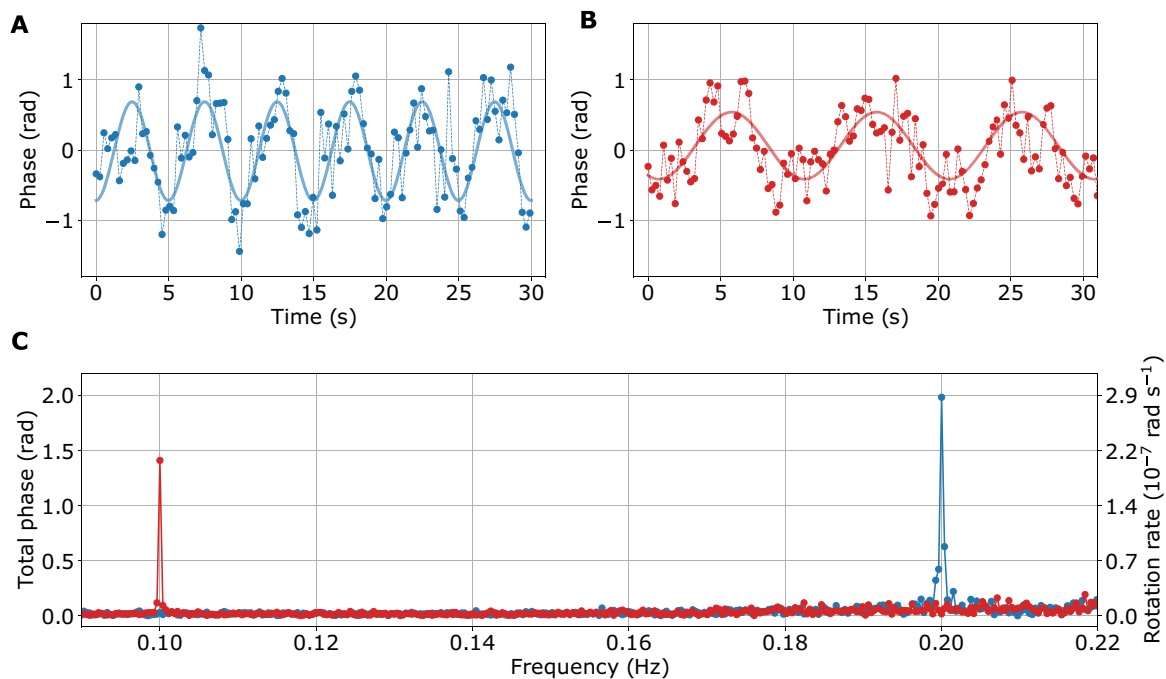 A
B
Phase (rad)
1
0
−1
0 5 10 15 20 25 30
Time (s)
Phase (rad)
1
0
−1
0 5 10 15 20 25 30
Time (s)
C
Total phase (rad)
2.0
1.5
1.0
0.5
0.0
2.9
2.2
1.4
0.7
0.0
Rotation rate (10⁻⁷ rad s⁻¹)
0.10 0.12 0.14 0.16 0.18 0.20 0.22
Frequency (Hz)